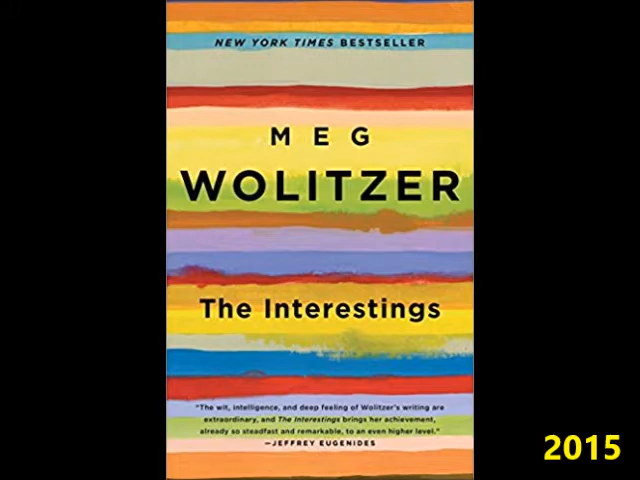 NEW YORK TIMES BESTSELLER
MEG
WOLITZER
The Interestings
"The wit, intelligence, and deep feeling of Wolitzer's writing are
extraordinary, and The Interestings brings her achievement,
already so steadfast and remarkable, to an even higher level."
—JEFFREY EUGENIDES
2015